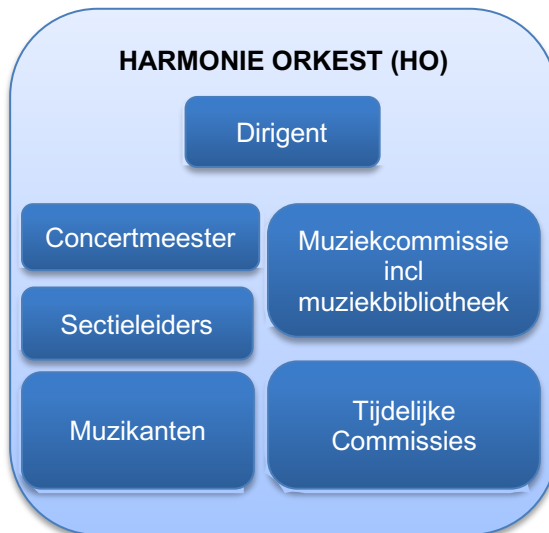 HARMONIE ORKEST (HO)
Dirigent
Concertmeester
Sectieleiders
Muzikanten
Muziekcommissie
incl
muziekbibliotheek
Tijdelijke
Commissies